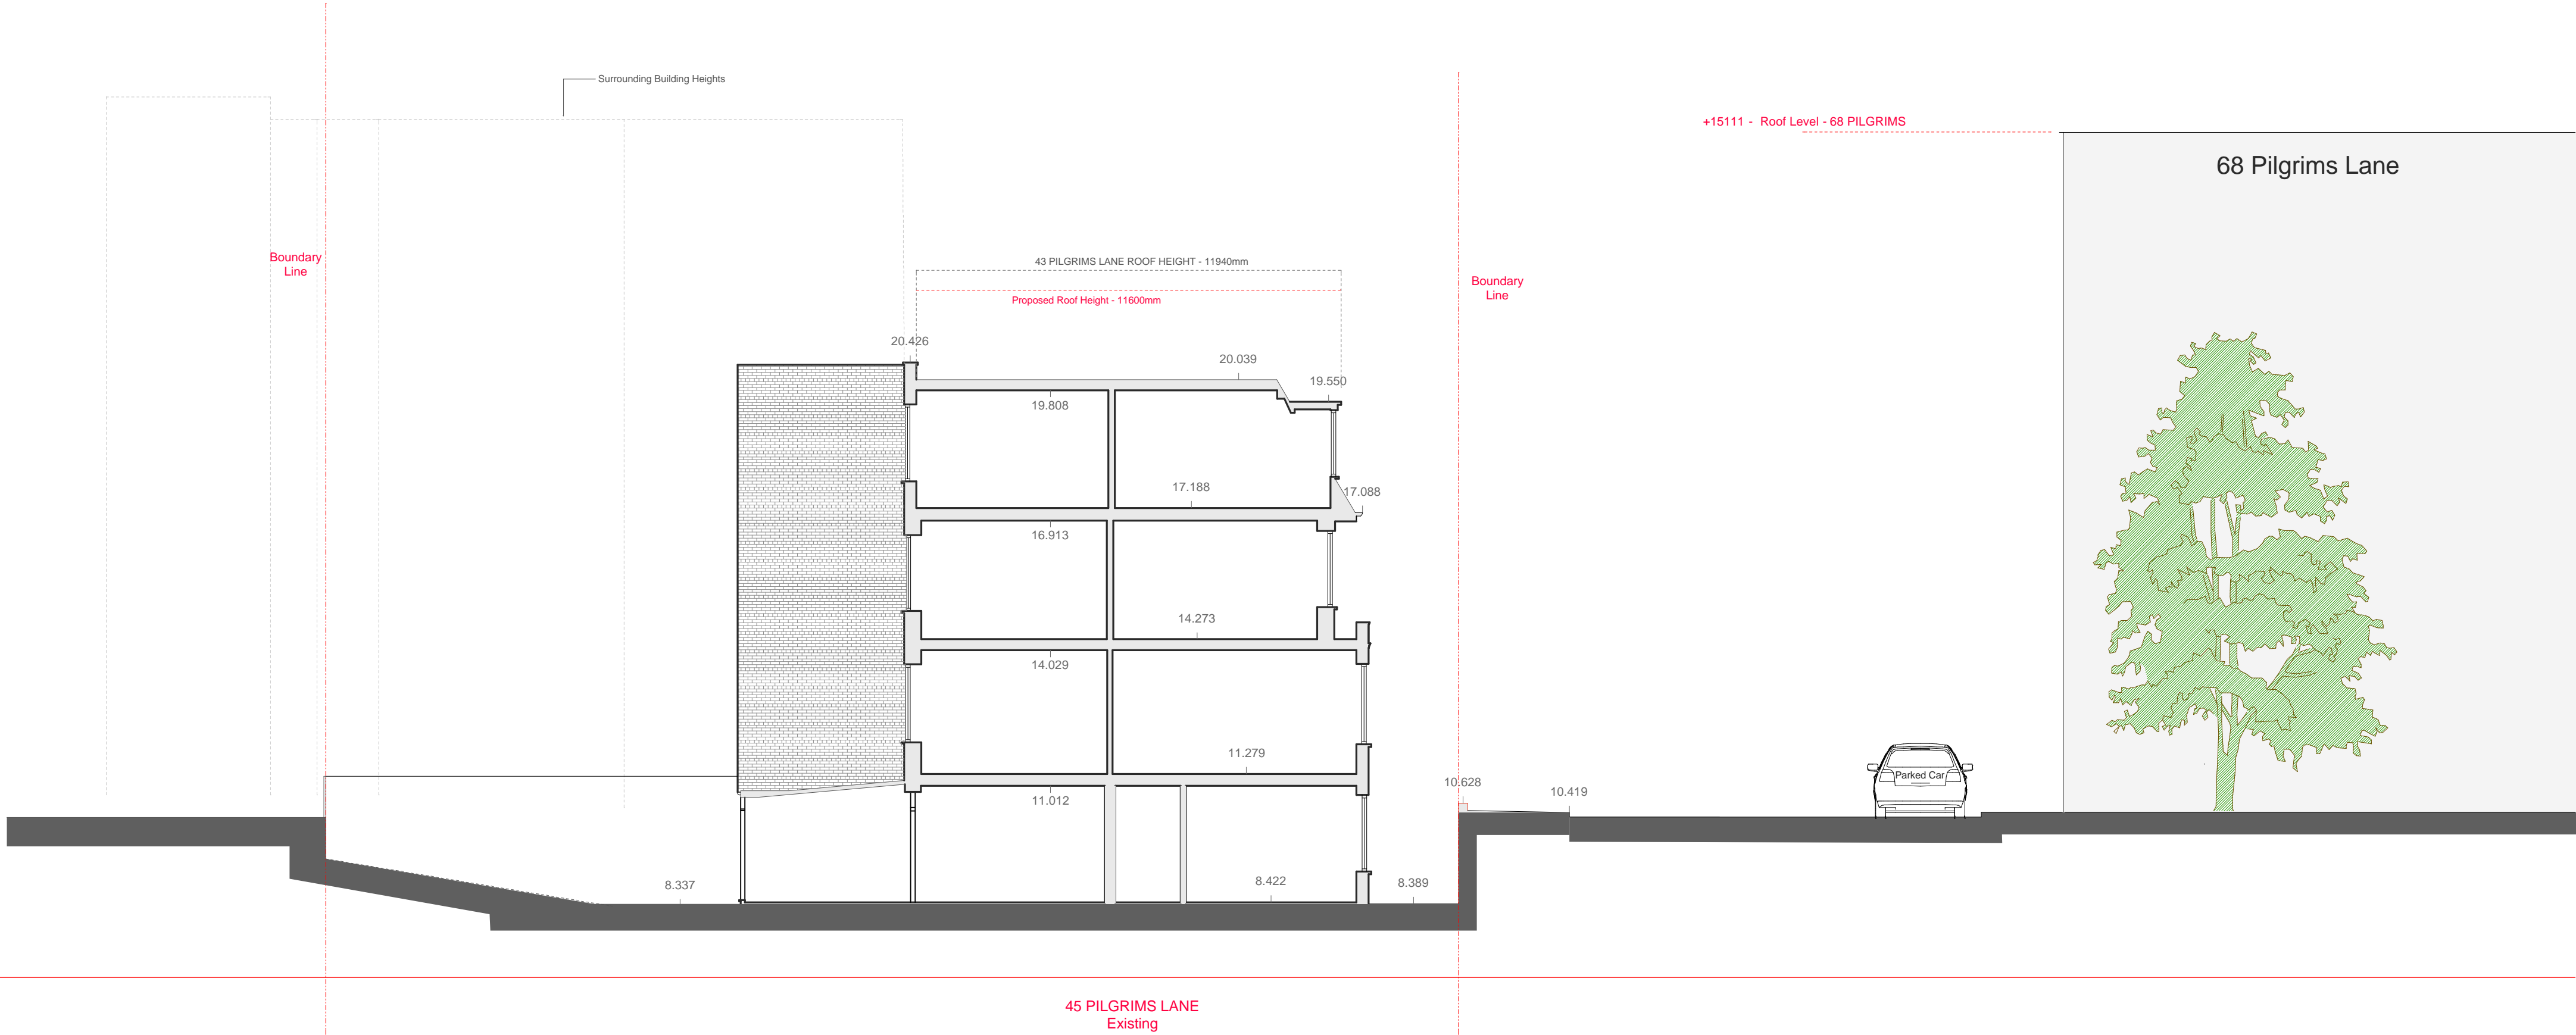 Surrounding Building Heights
+15111 - Roof Level - 68 PILGRIMS
68 Pilgrims Lane
Boundary
Line
43 PILGRIMS LANE ROOF HEIGHT - 11940mm
Proposed Roof Height - 11600mm
Boundary
Line
20.426
20.039
19.550
19.808
17.188
17.088
16.913
14.273
14.029
11.279
11.012
10.628
10.419
Parked Car
8.337
8.422
8.389
45 PILGRIMS LANE
Existing